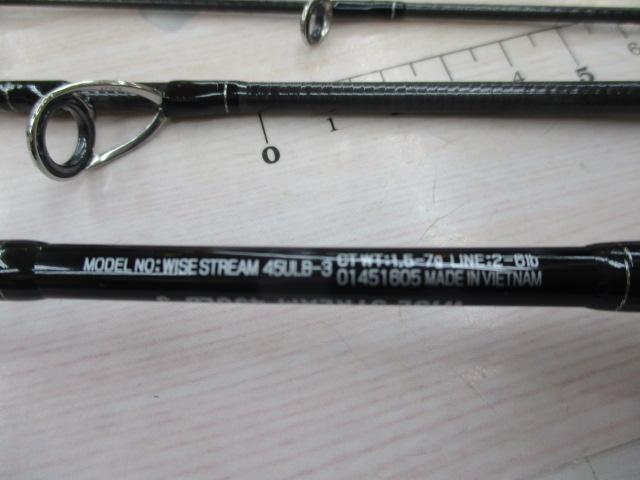 4 5
0 1
MODEL NO: WISE STREAM 45ULB-3 CT WT:1.5-7g LINE:2-6lb
01451605 MADE IN VIETNAM